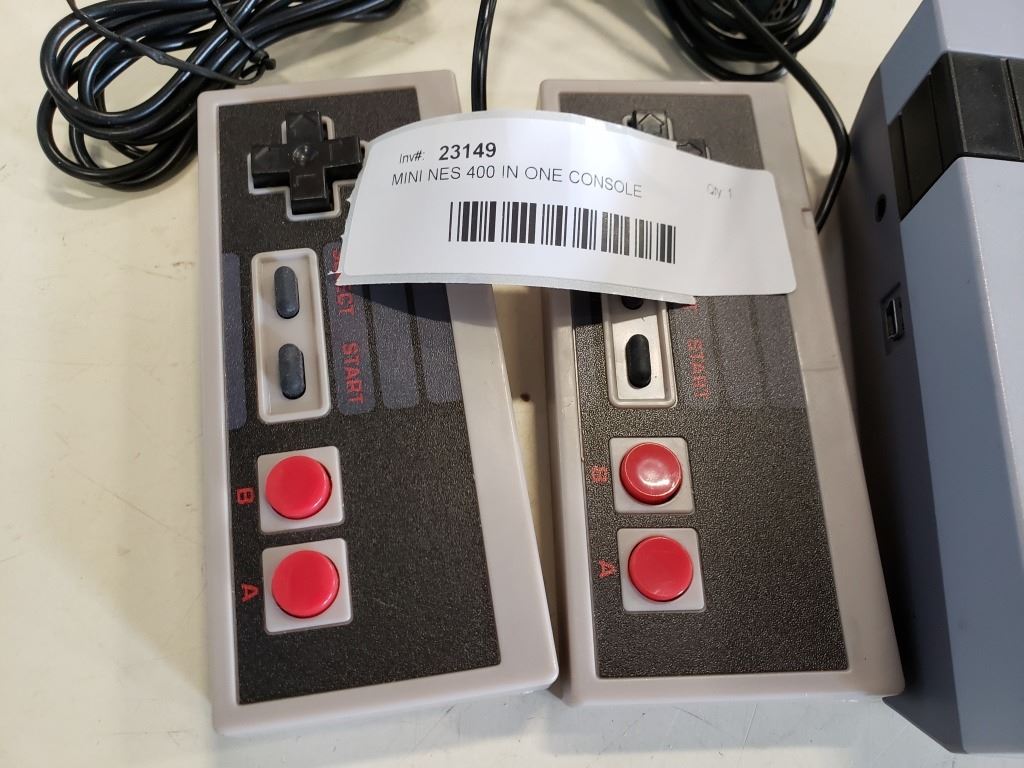 Inv#: 23149
MINI NES 400 IN ONE CONSOLE
Qty 1
START
B
A
START
B
A